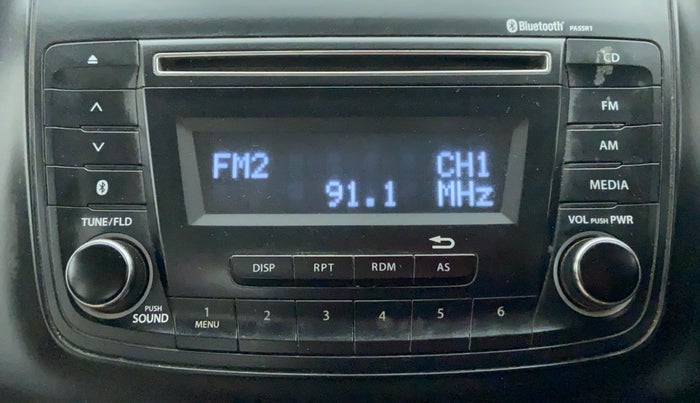 Bluetooth PA5SR1
CD
FM
AM
MEDIA
FM2 CH1
91.1 MHz
TUNE/FLD
PUSH
SOUND
VOL PUSH PWR
DISP RPT RDM AS
1 2 3 4 5 6
MENU